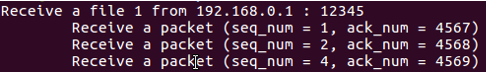 Receive a file 1 from 192.168.0.1 : 12345
Receive a packet (seq_num = 1, ack_num = 4567)
Receive a packet (seq_num = 2, ack_num = 4568)
Receive a packet (seq_num = 4, ack_num = 4569)